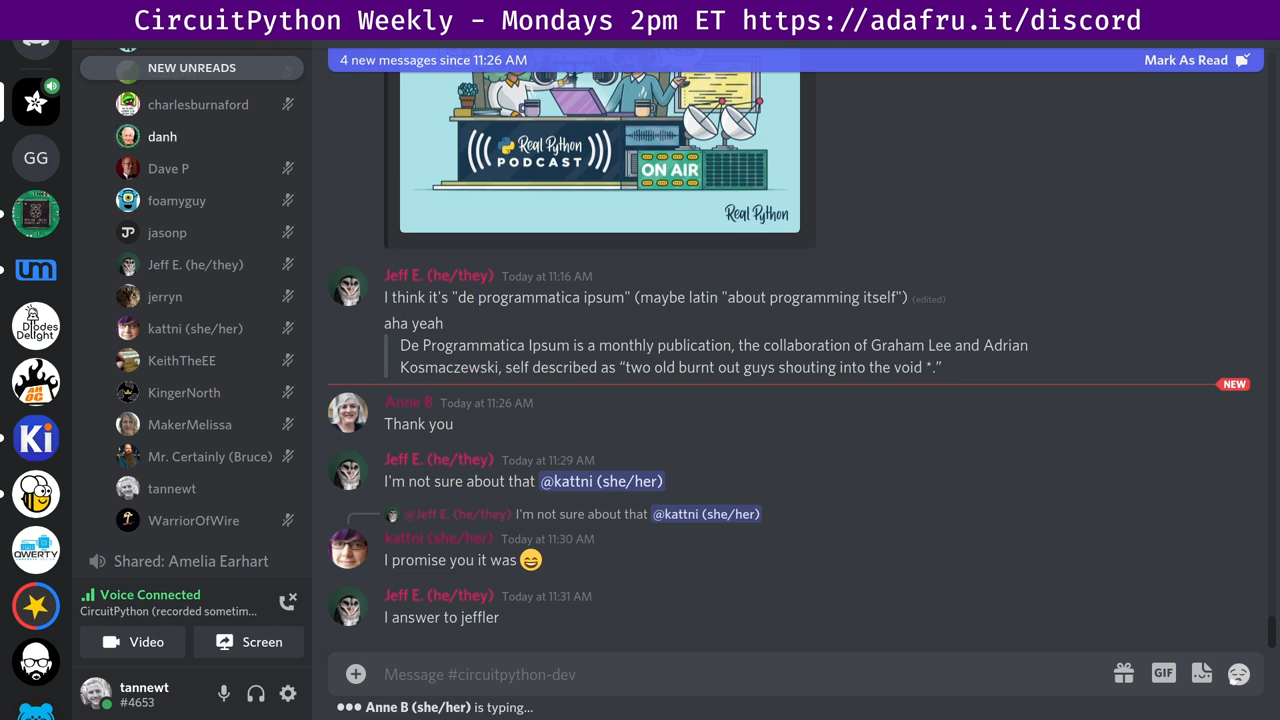 CircuitPython Weekly - Mondays 2pm ET https://adafru.it/discord
NEW UNREADS
charlesburnaford
danh
Dave P
foamyguy
JP jasonp
Jeff E. (he/they)
jerryn
kattni (she/her)
KeithTheEE
KingerNorth
MakerMelissa
Mr. Certainly (Bruce)
tannewt
WarriorOfWire
Shared: Amelia Earhart
Voice Connected
CircuitPython (recorded sometim...
Video Screen
tannewt
#4653
GG
um
Diodes
Delight
Ki
QWERTY
4 new messages since 11:26 AM Mark As Read
Real Python
PODCAST
ON AIR
Real Python
Jeff E. (he/they) Today at 11:16 AM
I think it's "de programmatica ipsum" (maybe latin "about programming itself") (edited)
aha yeah
De Programmatica Ipsum is a monthly publication, the collaboration of Graham Lee and Adrian
Kosmaczewski, self described as “two old burnt out guys shouting into the void *.”
NEW
Anne B Today at 11:26 AM
Thank you
Jeff E. (he/they) Today at 11:29 AM
I'm not sure about that @kattni (she/her)
@Jeff E. (he/they) I'm not sure about that @kattni (she/her)
kattni (she/her) Today at 11:30 AM
I promise you it was 😄
Jeff E. (he/they) Today at 11:31 AM
I answer to jeffler
Message #circuitpython-dev
GIF
Anne B (she/her) is typing...